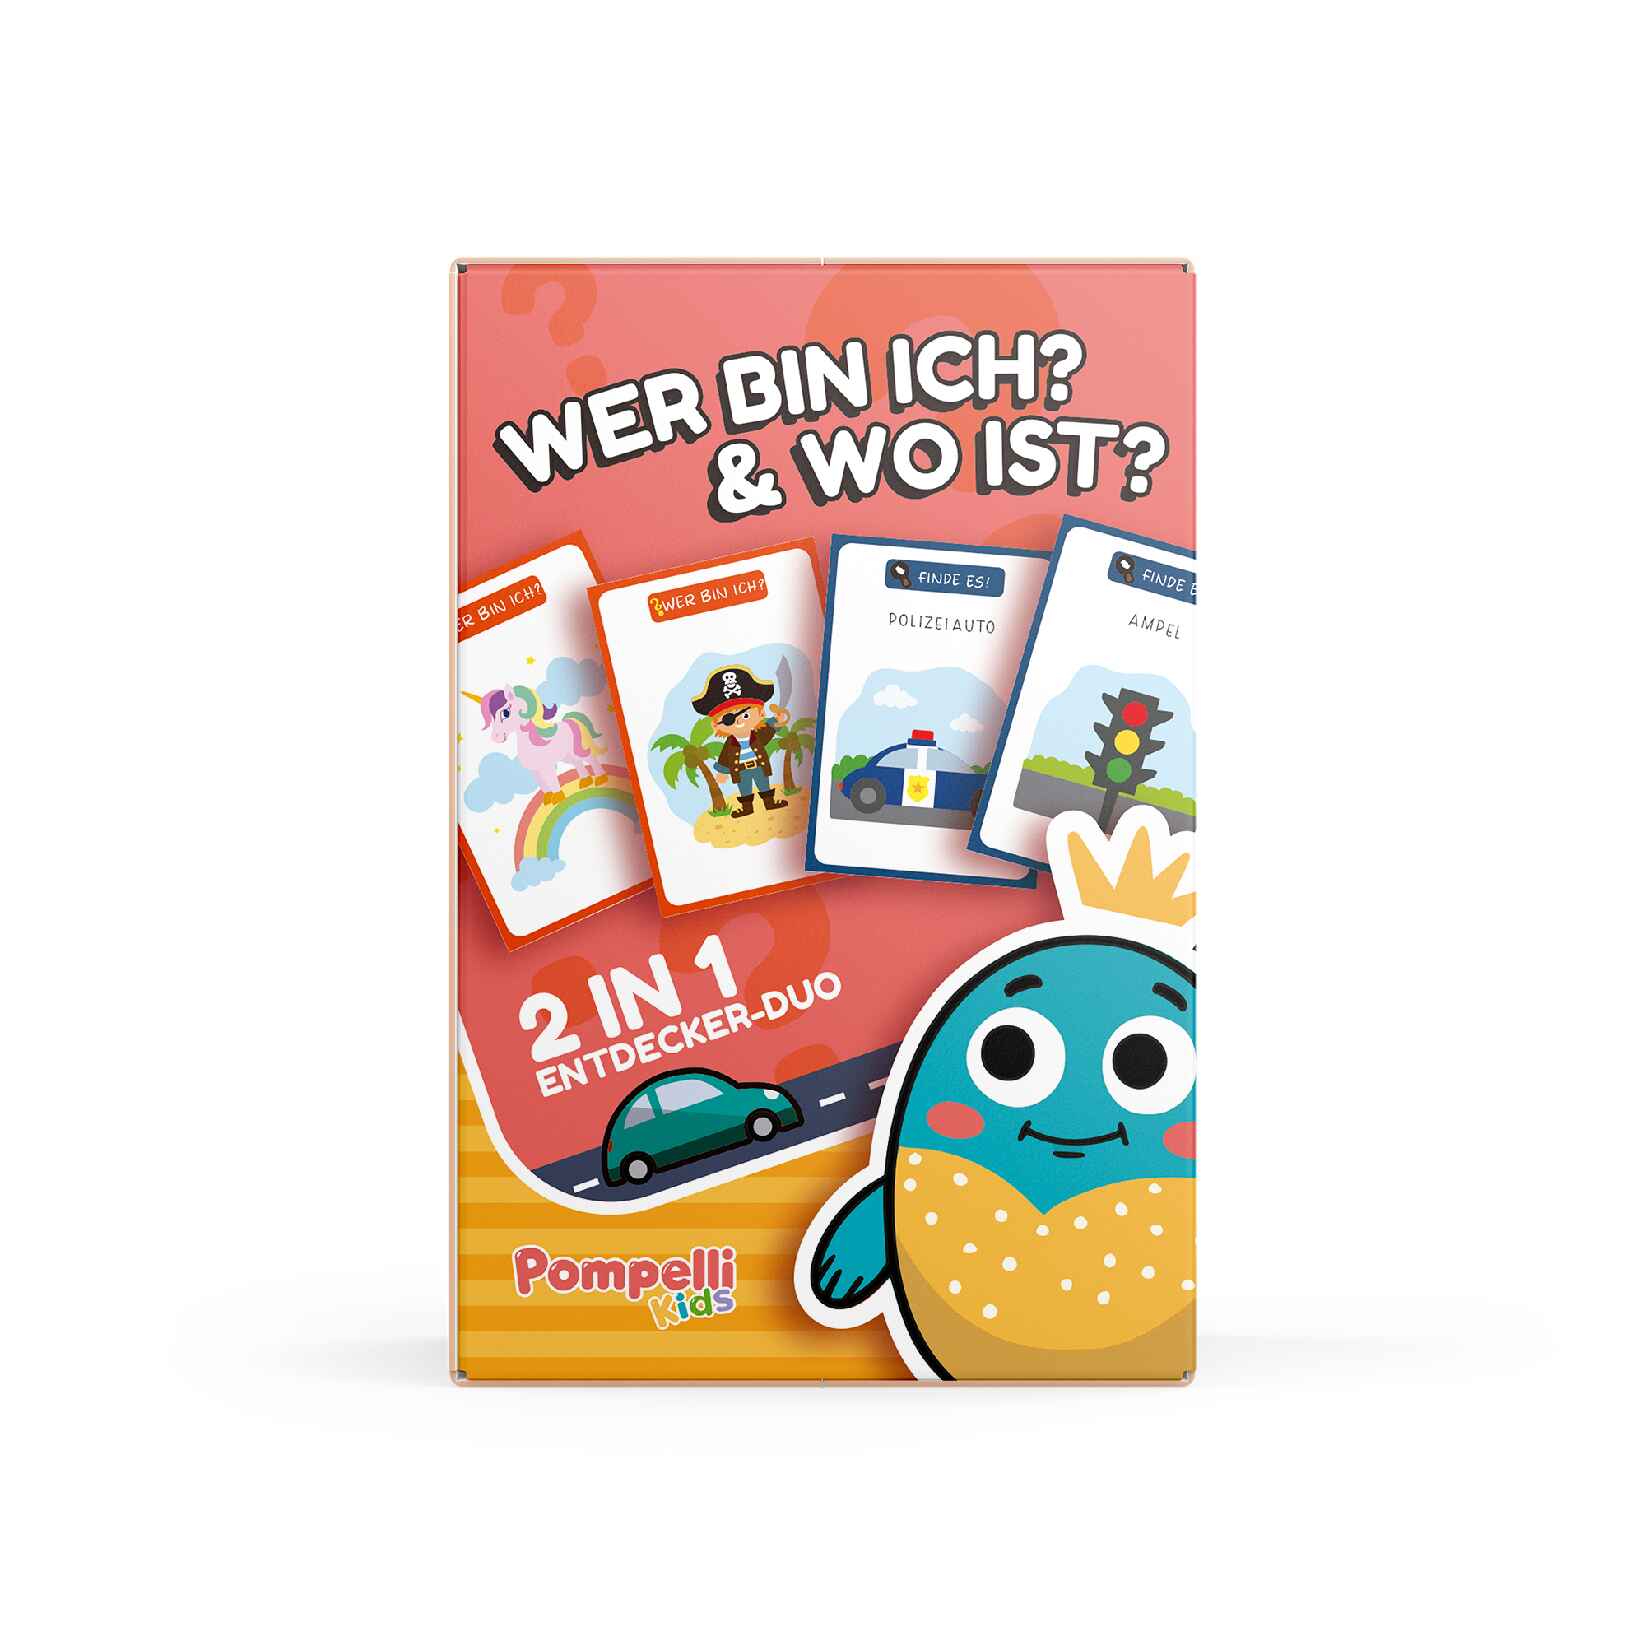 WER BIN ICH?
& WO IST?
ER BIN ICH?
?WER BIN ICH?
FINDE ES!
POLIZEIAUTO
FINDE E
AMPEL
2 IN 1
ENTDECKER-DUO
Pompelli
Kids